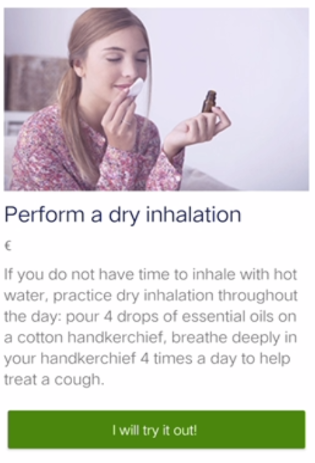 Perform a dry inhalation
€
If you do not have time to inhale with hot
water, practice dry inhalation throughout
the day: pour 4 drops of essential oils on
a cotton handkerchief, breathe deeply in
your handkerchief 4 times a day to help
treat a cough.
I will try it out!